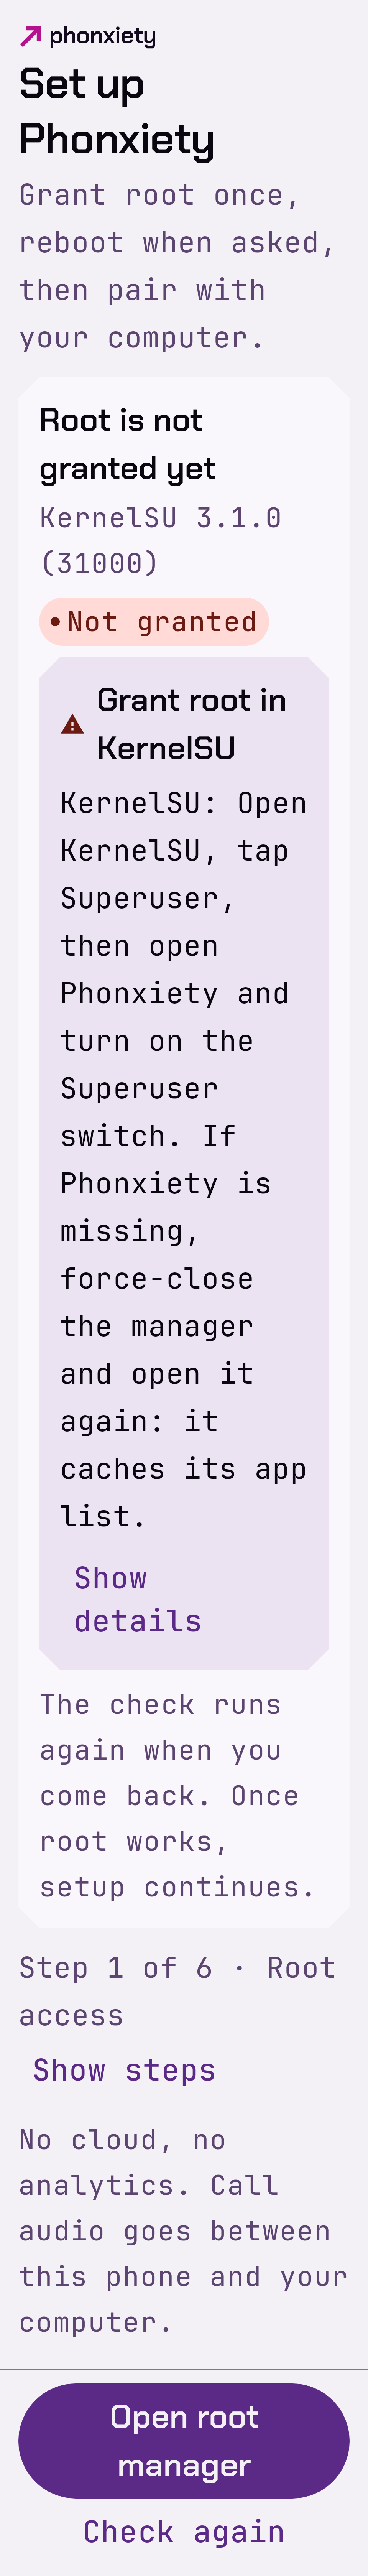 phonxiety
Set up
Phonxiety
Grant root once,
reboot when asked,
then pair with
your computer.
Root is not
granted yet
KernelSU 3.1.0
(31000)
Not granted
Grant root in
KernelSU
KernelSU: Open
KernelSU, tap
Superuser,
then open
Phonxiety and
turn on the
Superuser
switch. If
Phonxiety is
missing,
force-close
the manager
and open it
again: it
caches its app
list.
Show
details
The check runs
again when you
come back. Once
root works,
setup continues.
Step 1 of 6 · Root
access
Show steps
No cloud, no
analytics. Call
audio goes between
this phone and your
computer.
Open root
manager
Check again